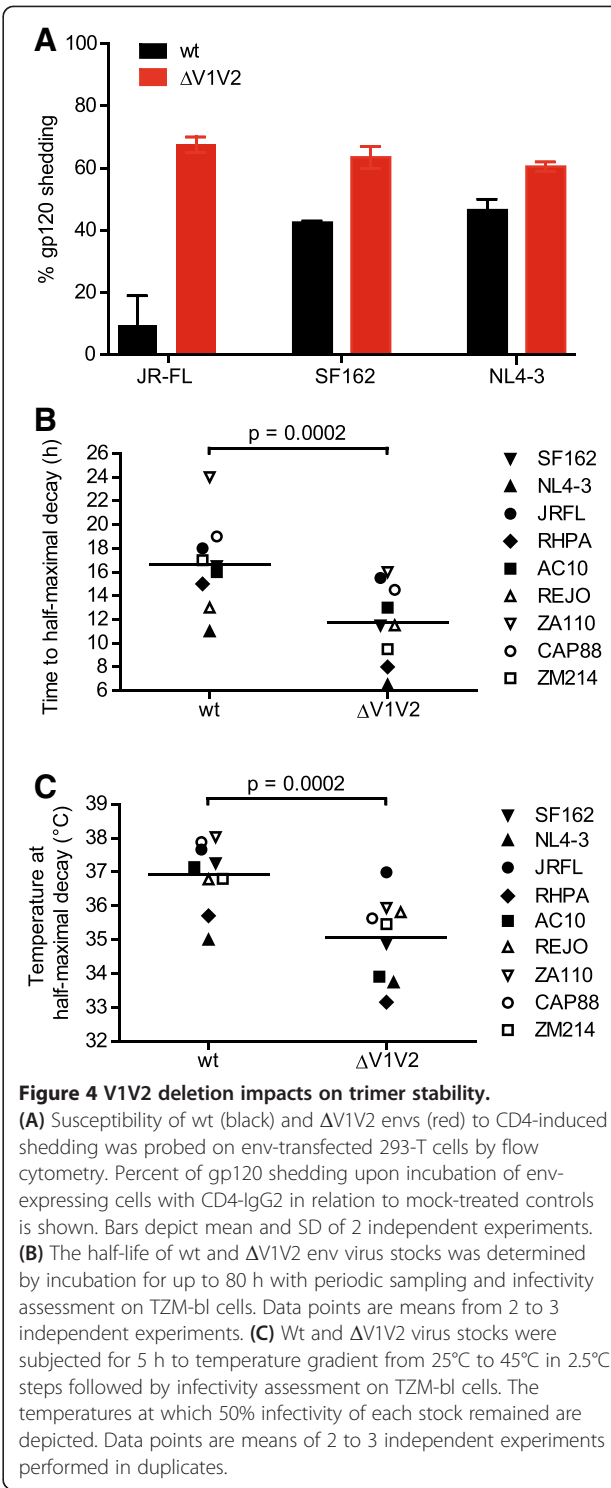 A
wt
ΔV1V2
100
80
60
40
20
0
% gp120 shedding
JR-FL SF162 NL4-3
B
p = 0.0002
26
24
22
20
18
16
14
12
10
8
6
Time to half-maximal decay (h)
wt ΔV1V2
SF162
NL4-3
JRFL
RHPA
AC10
REJO
ZA110
CAP88
ZM214
C
p = 0.0002
39
38
37
36
35
34
33
32
Temperature at
half-maximal decay (°C)
wt ΔV1V2
SF162
NL4-3
JRFL
RHPA
AC10
REJO
ZA110
CAP88
ZM214
Figure 4 V1V2 deletion impacts on trimer stability.
(A) Susceptibility of wt (black) and ΔV1V2 envs (red) to CD4-induced
shedding was probed on env-transfected 293-T cells by flow
cytometry. Percent of gp120 shedding upon incubation of env-
expressing cells with CD4-IgG2 in relation to mock-treated controls
is shown. Bars depict mean and SD of 2 independent experiments.
(B) The half-life of wt and ΔV1V2 env virus stocks was determined
by incubation for up to 80 h with periodic sampling and infectivity
assessment on TZM-bl cells. Data points are means from 2 to 3
independent experiments. (C) Wt and ΔV1V2 virus stocks were
subjected for 5 h to temperature gradient from 25°C to 45°C in 2.5°C
steps followed by infectivity assessment on TZM-bl cells. The
temperatures at which 50% infectivity of each stock remained are
depicted. Data points are means of 2 to 3 independent experiments
performed in duplicates.